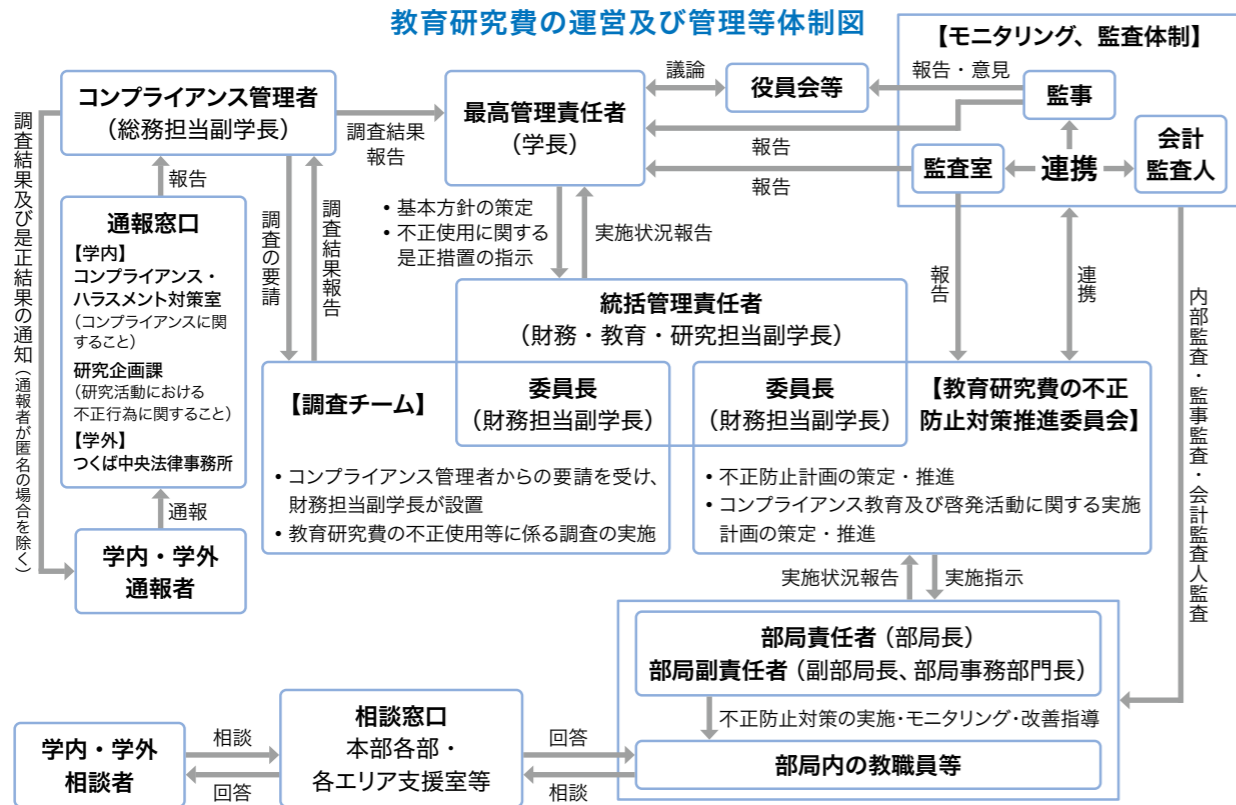 教育研究費の運営及び管理等体制図
コンプライアンス管理者
（総務担当副学長）
調査結果
報告
最高管理責任者
（学長）
議論
役員会等
【モニタリング、監査体制】
報告・意見
監事
報告
監査室
連携
会計
監査人
報告
調査結果及び是正結果の通知（通報者が匿名の場合を除く）
報告
通報窓口
【学内】
コンプライアンス・
ハラスメント対策室
（コンプライアンスに関
すること）
研究企画課
（研究活動における
不正行為に関すること）
【学外】
つくば中央法律事務所
通報
学内・学外
通報者
調査の要請
調査結果報告
• 基本方針の策定
• 不正使用に関する
是正措置の指示
実施状況報告
報告
連携
内部監査・監事監査・会計監査人監査
統括管理責任者
（財務・教育・研究担当副学長）
【調査チーム】
委員長
（財務担当副学長）
• コンプライアンス管理者からの要請を受け、
財務担当副学長が設置
• 教育研究費の不正使用等に係る調査の実施
委員長
（財務担当副学長）
【教育研究費の不正
防止対策推進委員会】
• 不正防止計画の策定・推進
• コンプライアンス教育及び啓発活動に関する実施
計画の策定・推進
実施状況報告
実施指示
部局責任者（部局長）
部局副責任者（副部局長、部局事務部門長）
不正防止対策の実施・モニタリング・改善指導
部局内の教職員等
学内・学外
相談者
相談
回答
相談窓口
本部各部・
各エリア支援室等
回答
相談